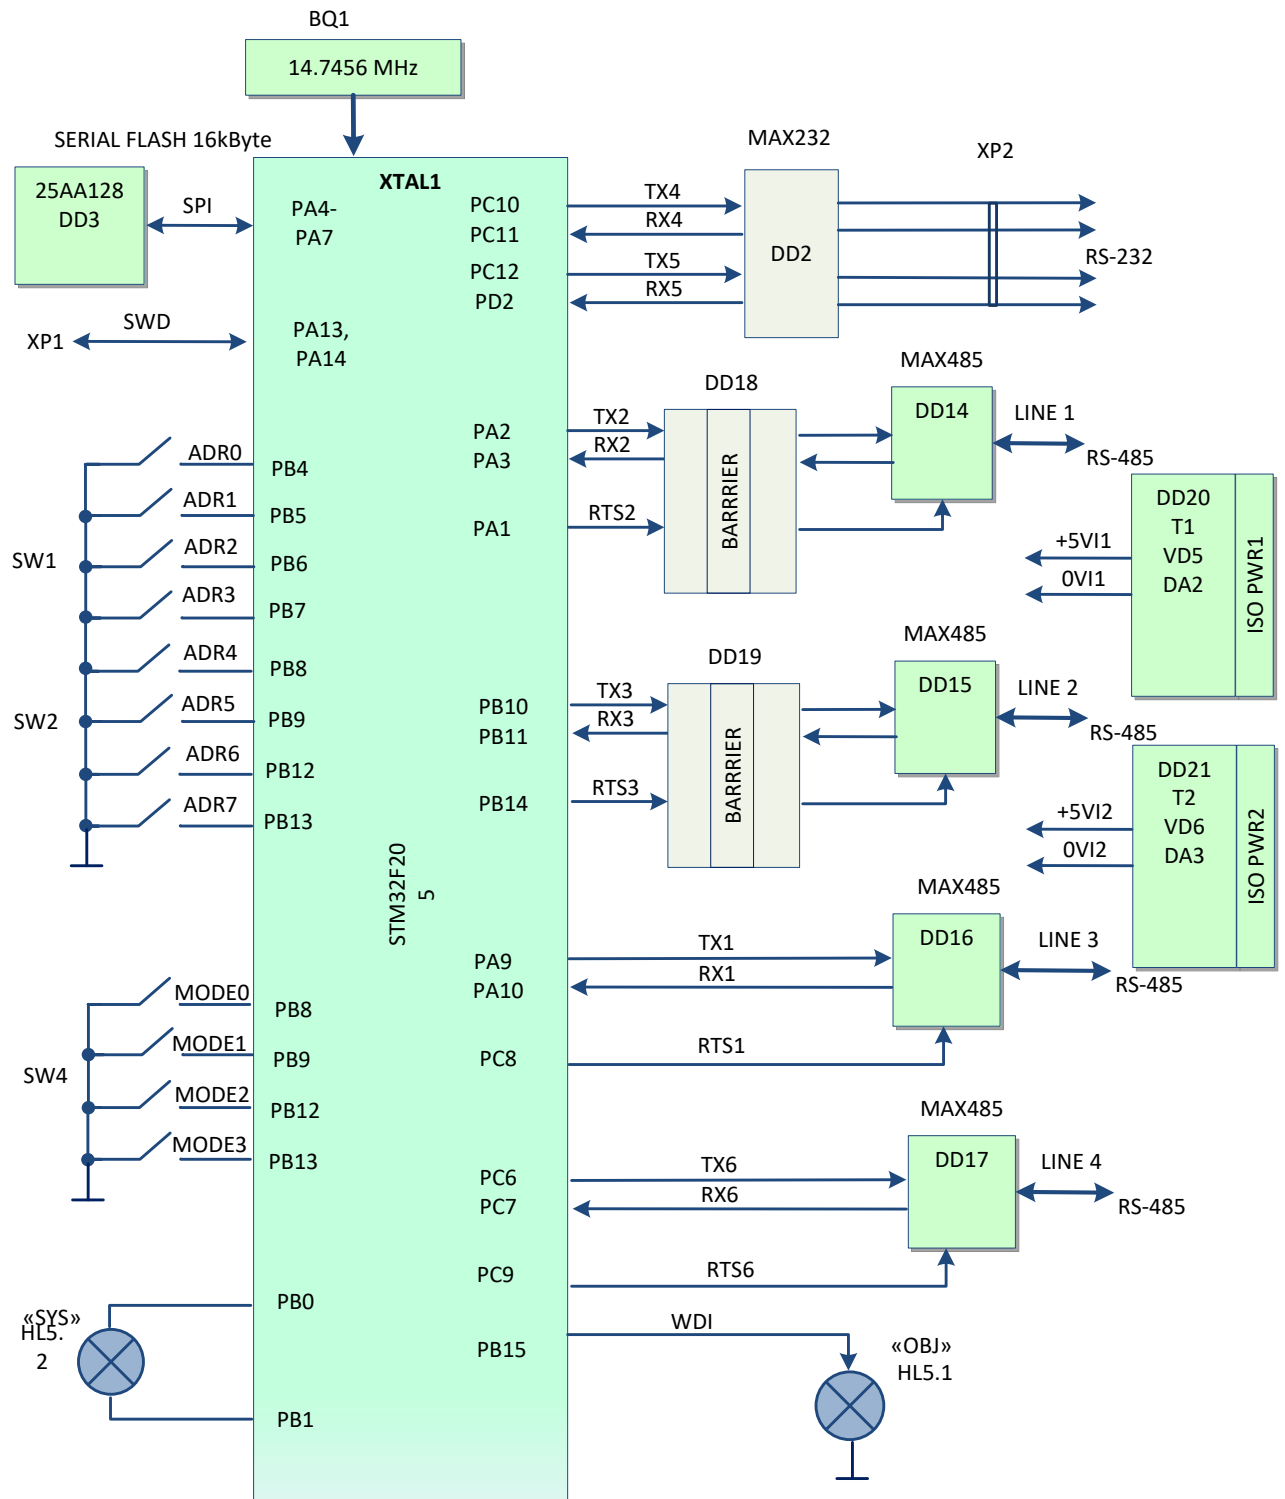 BQ1
14.7456 MHz
SERIAL FLASH 16kByte
25AA128
DD3
SPI
XP1
SWD
XTAL1
PA4-
PA7
PA13,
PA14
STM32F20
5
SW1
SW2
ADR0
PB4
ADR1
PB5
ADR2
PB6
ADR3
PB7
ADR4
PB8
ADR5
PB9
ADR6
PB12
ADR7
PB13
SW4
MODE0
PB8
MODE1
PB9
MODE2
PB12
MODE3
PB13
«SYS»
HL5.
2
PB0
PB1
PC10
TX4
PC11
RX4
PC12
TX5
PD2
RX5
MAX232
DD2
XP2
RS-232
PA2
TX2
PA3
RX2
PA1
RTS2
DD18
BARRRIER
MAX485
DD14
LINE 1
RS-485
DD20
T1
VD5
DA2
ISO PWR1
+5VI1
0VI1
PB10
TX3
PB11
RX3
PB14
RTS3
DD19
BARRRIER
MAX485
DD15
LINE 2
RS-485
DD21
T2
VD6
DA3
ISO PWR2
+5VI2
0VI2
PA9
TX1
PA10
RX1
PC8
RTS1
MAX485
DD16
LINE 3
RS-485
PC6
TX6
PC7
RX6
PC9
RTS6
MAX485
DD17
LINE 4
RS-485
PB15
WDI
«OBJ»
HL5.1